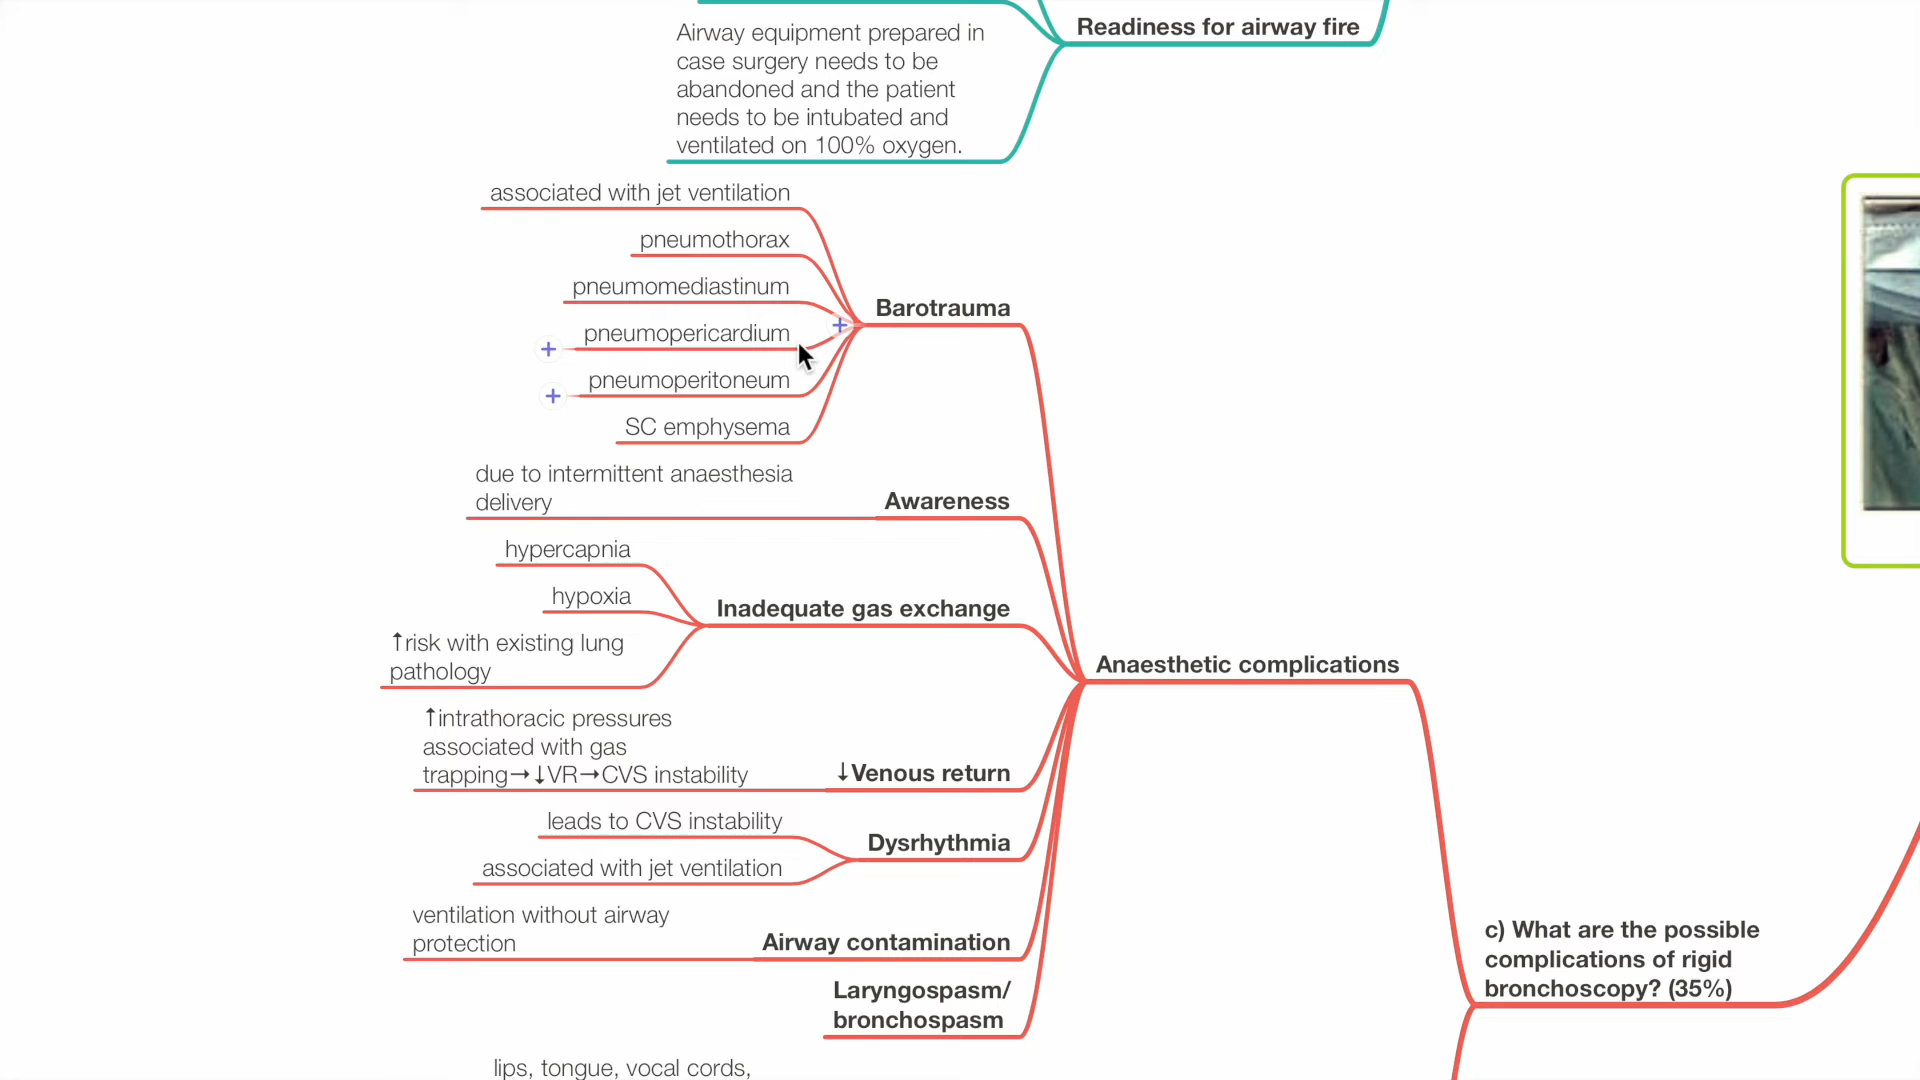 Readiness for airway fire
Airway equipment prepared in
case surgery needs to be
abandoned and the patient
needs to be intubated and
ventilated on 100% oxygen.
associated with jet ventilation
pneumothorax
pneumomediastinum
Barotrauma
pneumopericardium
pneumoperitoneum
SC emphysema
due to intermittent anaesthesia
delivery
Awareness
hypercapnia
hypoxia
Inadequate gas exchange
↑risk with existing lung
pathology
Anaesthetic complications
↑intrathoracic pressures
associated with gas
trapping→↓VR→CVS instability
↓Venous return
leads to CVS instability
Dysrhythmia
associated with jet ventilation
ventilation without airway
protection
Airway contamination
Laryngospasm/
bronchospasm
c) What are the possible
complications of rigid
bronchoscopy? (35%)
lips, tongue, vocal cords,